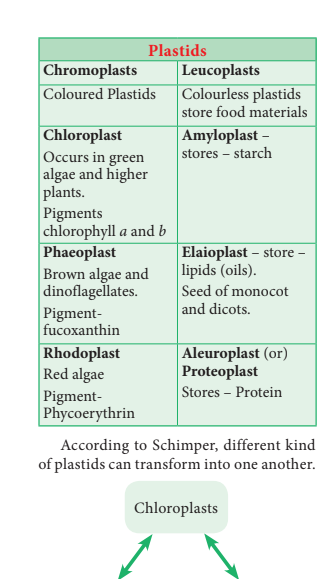 Plastids
Chromoplasts
Leucoplasts
Coloured Plastids
Colourless plastids
store food materials
Chloroplast
Occurs in green
algae and higher
plants.
Pigments
chlorophyll a and b
Amyloplast –
stores – starch
Phaeoplast
Brown algae and
dinoflagellates.
Pigment-
fucoxanthin
Elaioplast – store –
lipids (oils).
Seed of monocot
and dicots.
Rhodoplast
Red algae
Pigment-
Phycoerythrin
Aleuroplast (or)
Proteoplast
Stores – Protein
According to Schimper, different kind
of plastids can transform into one another.
Chloroplasts